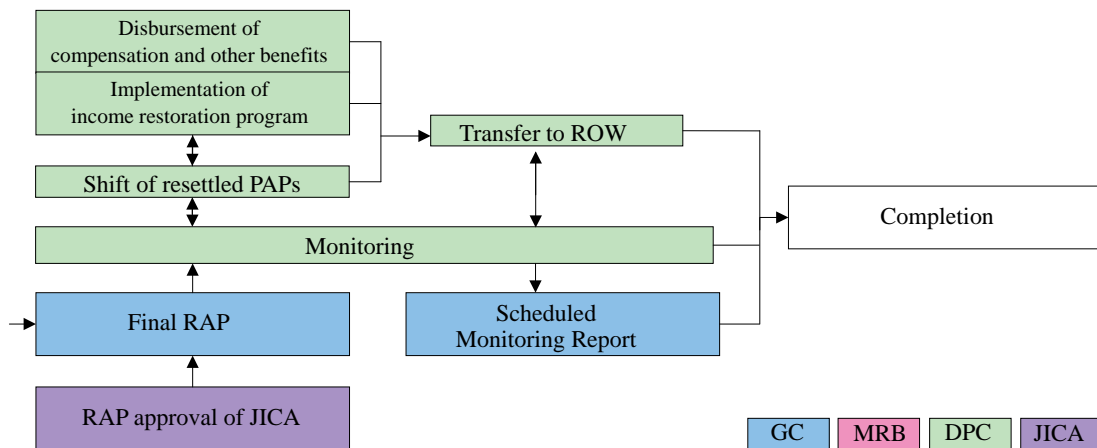 Disbursement of
compensation and other benefits
Implementation of
income restoration program
Shift of resettled PAPs
Transfer to ROW
Monitoring
Completion
Final RAP
Scheduled
Monitoring Report
RAP approval of JICA
GC
MRB
DPC
JICA